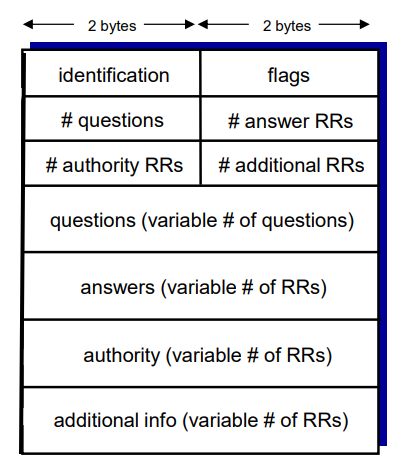 2 bytes 2 bytes
identification flags
# questions # answer RRs
# authority RRs # additional RRs
questions (variable # of questions)
answers (variable # of RRs)
authority (variable # of RRs)
additional info (variable # of RRs)